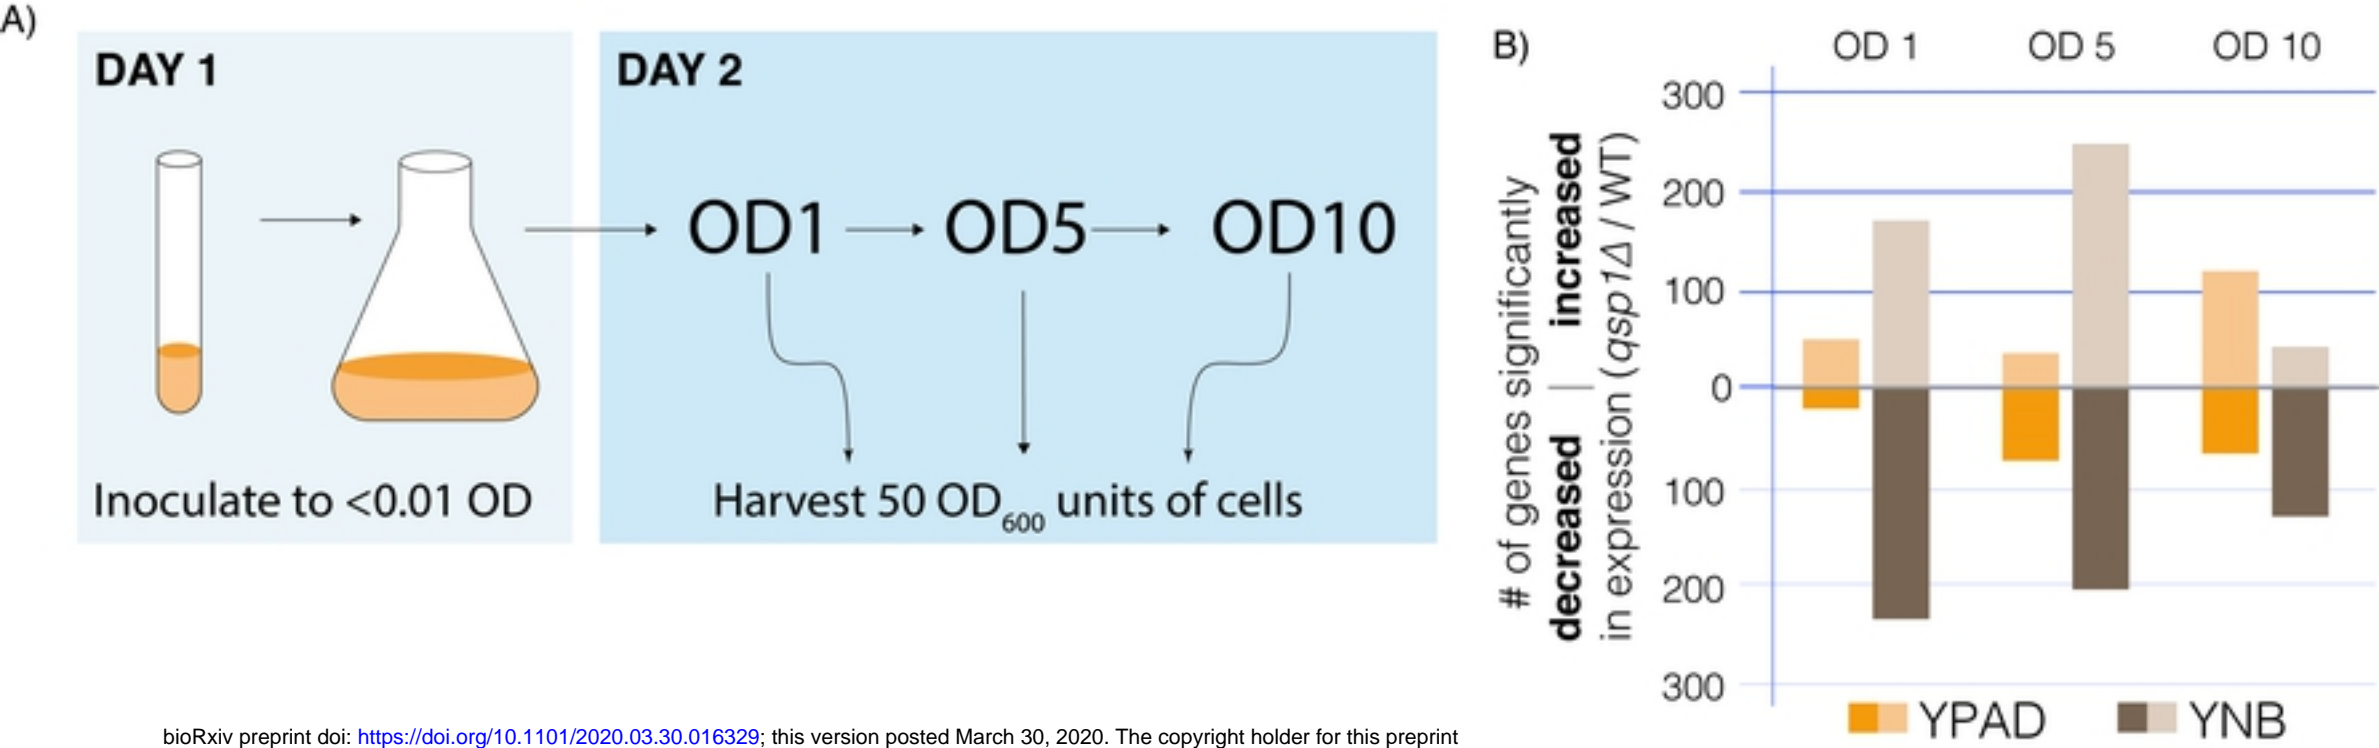 A)
DAY 1
Inoculate to <0.01 OD
DAY 2
OD1
OD5
OD10
Harvest 50 OD600 units of cells
B)
OD 1
OD 5
OD 10
# of genes significantly
decreased | increased
in expression (qsp1Δ / WT)
300
200
100
0
100
200
300
YPAD
YNB
bioRxiv preprint doi: https://doi.org/10.1101/2020.03.30.016329; this version posted March 30, 2020. The copyright holder for this preprint